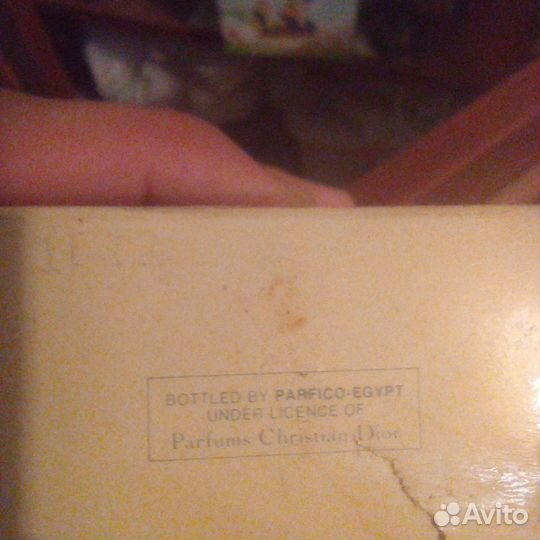 BOTTLED BY PARFICO-EGYPT
UNDER LICENCE OF
Parfums Christian Dior
Avito